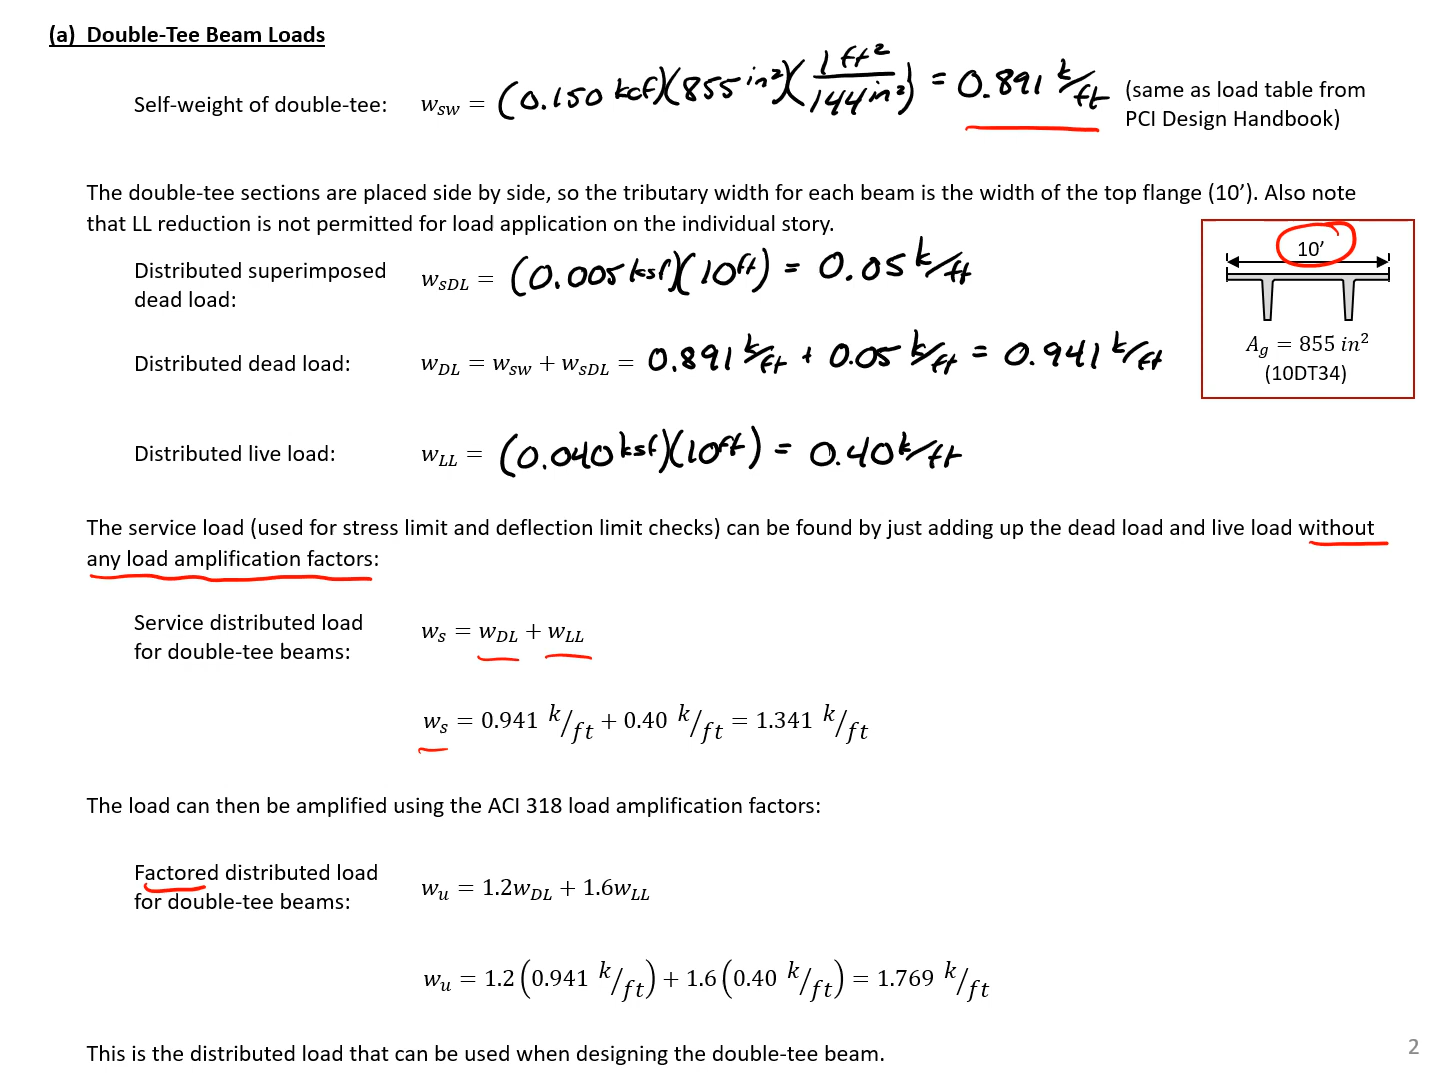 (a) Double-Tee Beam Loads
Self-weight of double-tee: w_SW = (0.150 kcf)(855 in²)(1 ft²/144 in²) = 0.891 k/ft (same as load table from
PCI Design Handbook)
The double-tee sections are placed side by side, so the tributary width for each beam is the width of the top flange (10’). Also note
that LL reduction is not permitted for load application on the individual story.
Distributed superimposed
dead load: w_SDL = (0.005 ksf)(10ft) = 0.05 k/ft
Distributed dead load: w_DL = w_SW + w_SDL = 0.891 k/ft + 0.05 k/ft = 0.941 k/ft
Distributed live load: w_LL = (0.040 ksf)(10ft) = 0.40 k/ft
10’
A_g = 855 in²
(10DT34)
The service load (used for stress limit and deflection limit checks) can be found by just adding up the dead load and live load without
any load amplification factors:
Service distributed load
for double-tee beams: w_s = w_DL + w_LL
w_s = 0.941 k/ft + 0.40 k/ft = 1.341 k/ft
The load can then be amplified using the ACI 318 load amplification factors:
Factored distributed load
for double-tee beams: w_u = 1.2w_DL + 1.6w_LL
w_u = 1.2(0.941 k/ft) + 1.6(0.40 k/ft) = 1.769 k/ft
This is the distributed load that can be used when designing the double-tee beam.
2